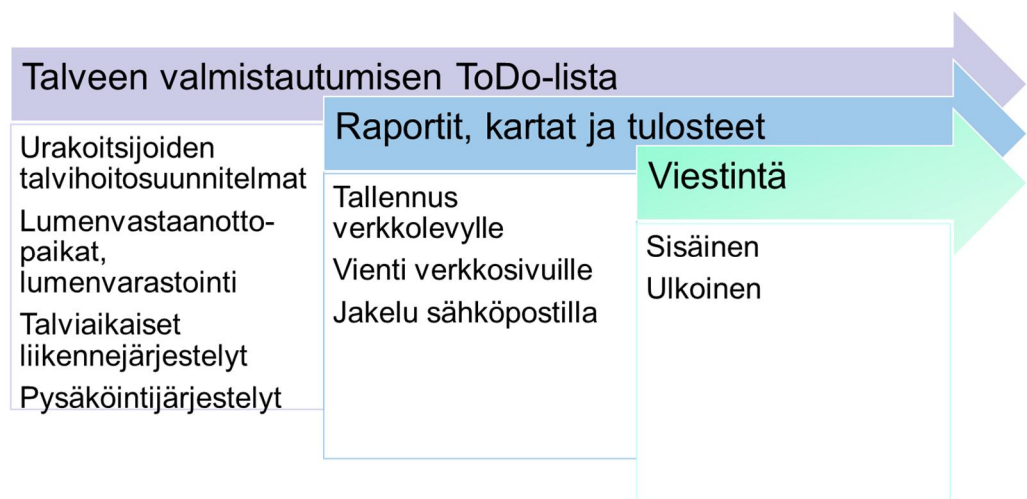 Talveen valmistautumisen ToDo-lista
Urakoitsijoiden
talvihoitosuunnitelmat
Lumenvastaanotto-
paikat,
lumenvarastointi
Talviaikaiset
liikennejärjestelyt
Pysäköintijärjestelyt
Raportit, kartat ja tulosteet
Tallennus
verkkolevylle
Vienti verkkosivuille
Jakelu sähköpostilla
Viestintä
Sisäinen
Ulkoinen